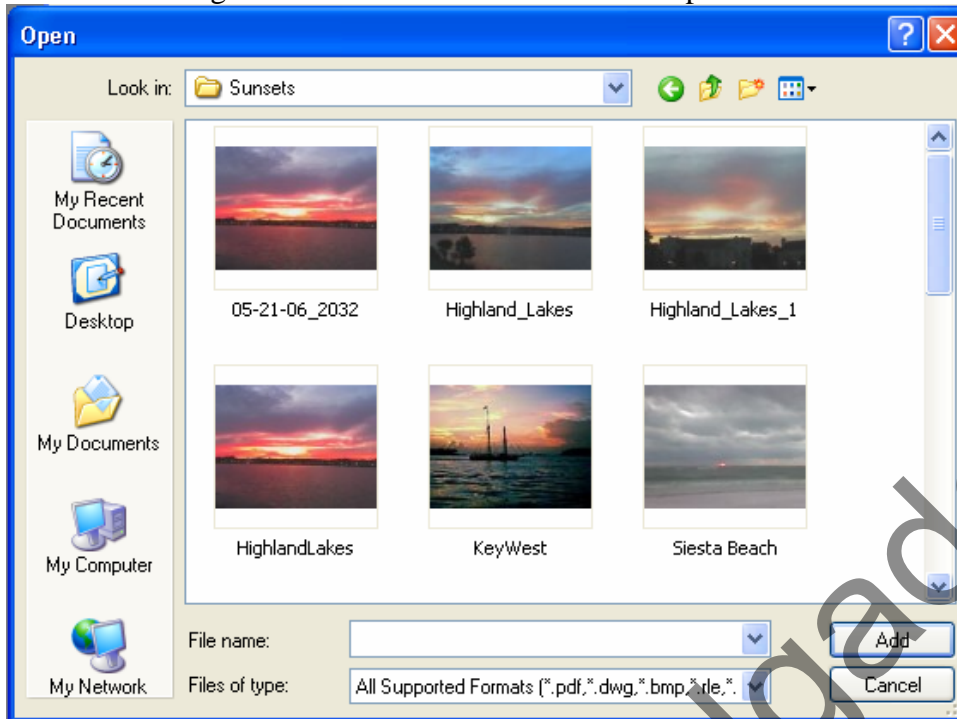 Open
Look in:
Sunsets
My Recent
Documents
Desktop
My Documents
My Computer
My Network
05-21-06_2032
Highland_Lakes
Highland_Lakes_1
HighlandLakes
KeyWest
Siesta Beach
File name:
Add
Files of type:
All Supported Formats (*.pdf,*.dwg,*.bmp,*.rle,*.
Cancel